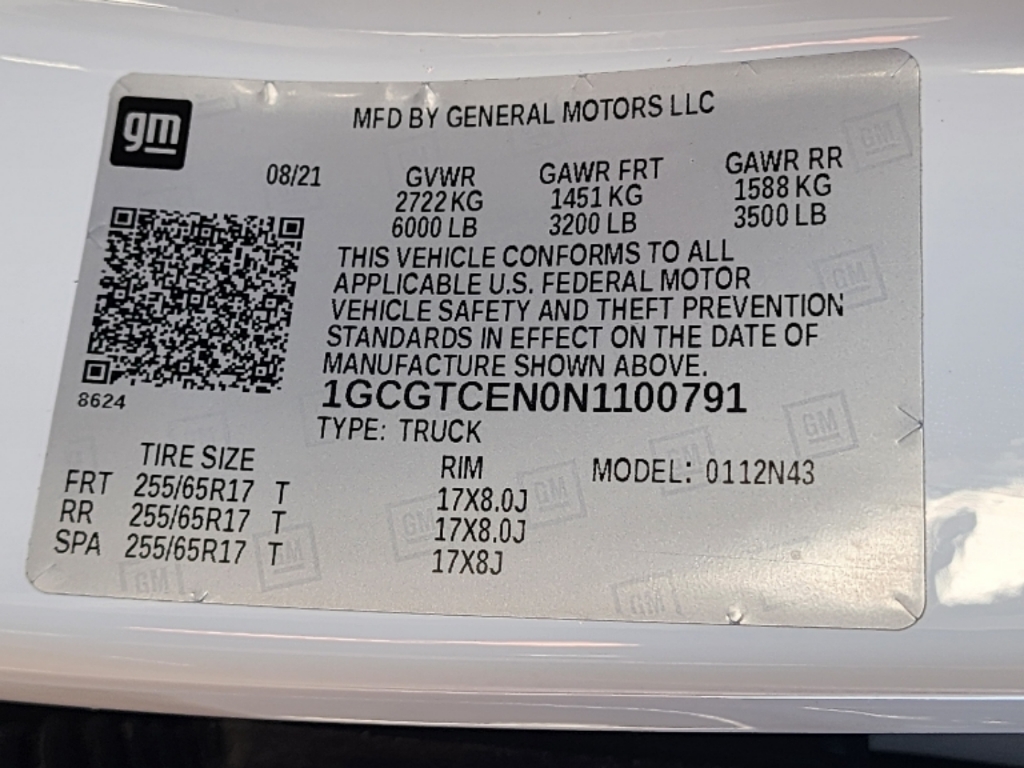 gm
MFD BY GENERAL MOTORS LLC
08/21 GVWR GAWR FRT GAWR RR
2722 KG 1451 KG 1588 KG
6000 LB 3200 LB 3500 LB
THIS VEHICLE CONFORMS TO ALL
APPLICABLE U.S. FEDERAL MOTOR
VEHICLE SAFETY AND THEFT PREVENTION
STANDARDS IN EFFECT ON THE DATE OF
MANUFACTURE SHOWN ABOVE.
8624
1GCGTCEN0N1100791
TYPE: TRUCK
TIRE SIZE RIM MODEL: 0112N43
FRT 255/65R17 T 17X8.0J
RR 255/65R17 T 17X8.0J
SPA 255/65R17 T 17X8J